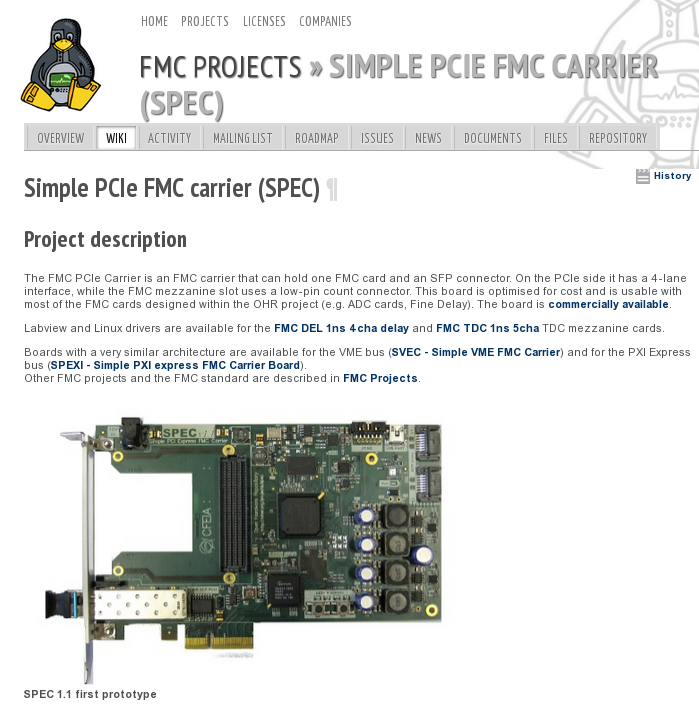 HOME PROJECTS LICENSES COMPANIES
FMC PROJECTS » SIMPLE PCIE FMC CARRIER
(SPEC)
OVERVIEW WIKI ACTIVITY MAILING LIST ROADMAP ISSUES NEWS DOCUMENTS FILES REPOSITORY
History
Simple PCIe FMC carrier (SPEC) ¶
Project description
The FMC PCIe Carrier is an FMC carrier that can hold one FMC card and an SFP connector. On the PCIe side it has a 4-lane
interface, while the FMC mezzanine slot uses a low-pin count connector. This board is optimised for cost and is usable with
most of the FMC cards designed within the OHR project (e.g. ADC cards, Fine Delay). The board is commercially available.
Labview and Linux drivers are available for the FMC DEL 1ns 4cha delay and FMC TDC 1ns 5cha TDC mezzanine cards.
Boards with a very similar architecture are available for the VME bus (SVEC - Simple VME FMC Carrier) and for the PXI Express
bus (SPEXI - Simple PXI express FMC Carrier Board).
Other FMC projects and the FMC standard are described in FMC Projects.
SPEC
Simple PCI Express FMC Carrier
CFEIA
SPEC 1.1 first prototype